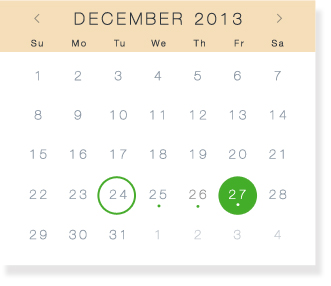 DECEMBER 2013
Su Mo Tu We Th Fr Sa
1 2 3 4 5 6 7
8 9 10 11 12 13 14
15 16 17 18 19 20 21
22 23 24 25 26 27 28
29 30 31 1 2 3 4